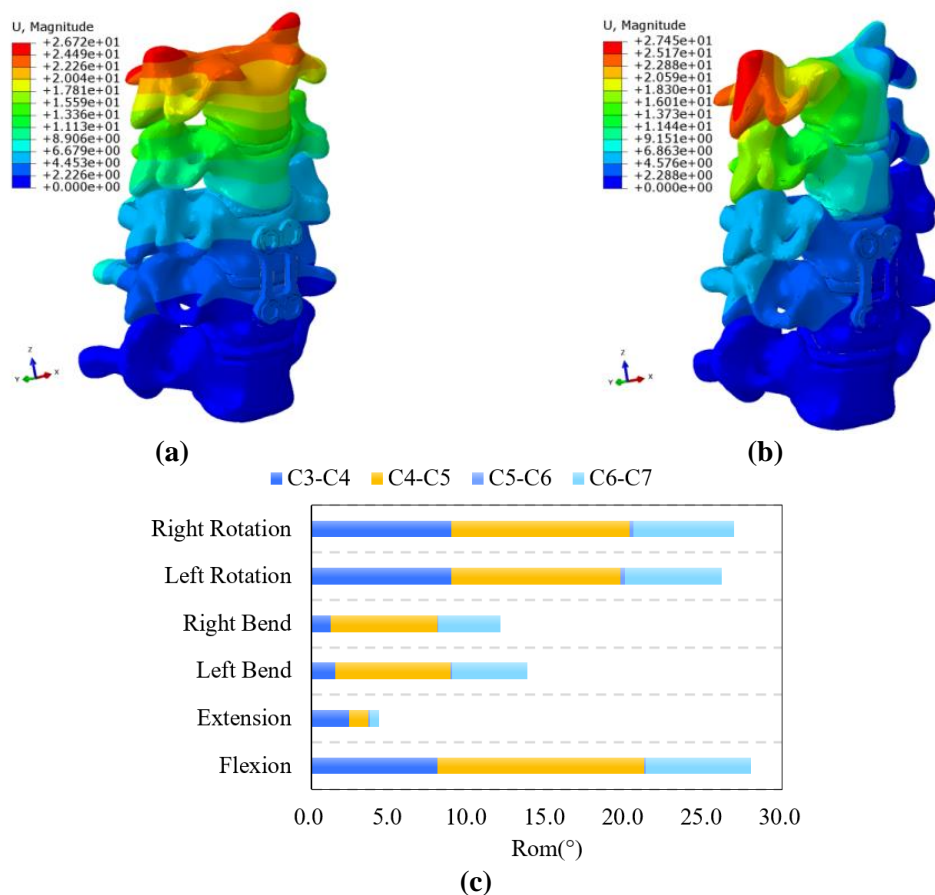 U, Magnitude
+2.672e+01
+2.449e+01
+2.226e+01
+2.004e+01
+1.781e+01
+1.559e+01
+1.336e+01
+1.113e+01
+8.906e+00
+6.679e+00
+4.453e+00
+2.226e+00
+0.000e+00
Z
Y
X
(a)
U, Magnitude
+2.745e+01
+2.517e+01
+2.288e+01
+2.059e+01
+1.830e+01
+1.601e+01
+1.373e+01
+1.144e+01
+9.151e+00
+6.863e+00
+4.576e+00
+2.288e+00
+0.000e+00
Z
Y
X
(b)
C3-C4 C4-C5 C5-C6 C6-C7
Right Rotation
Left Rotation
Right Bend
Left Bend
Extension
Flexion
0.0 5.0 10.0 15.0 20.0 25.0 30.0
Rom(°)
(c)